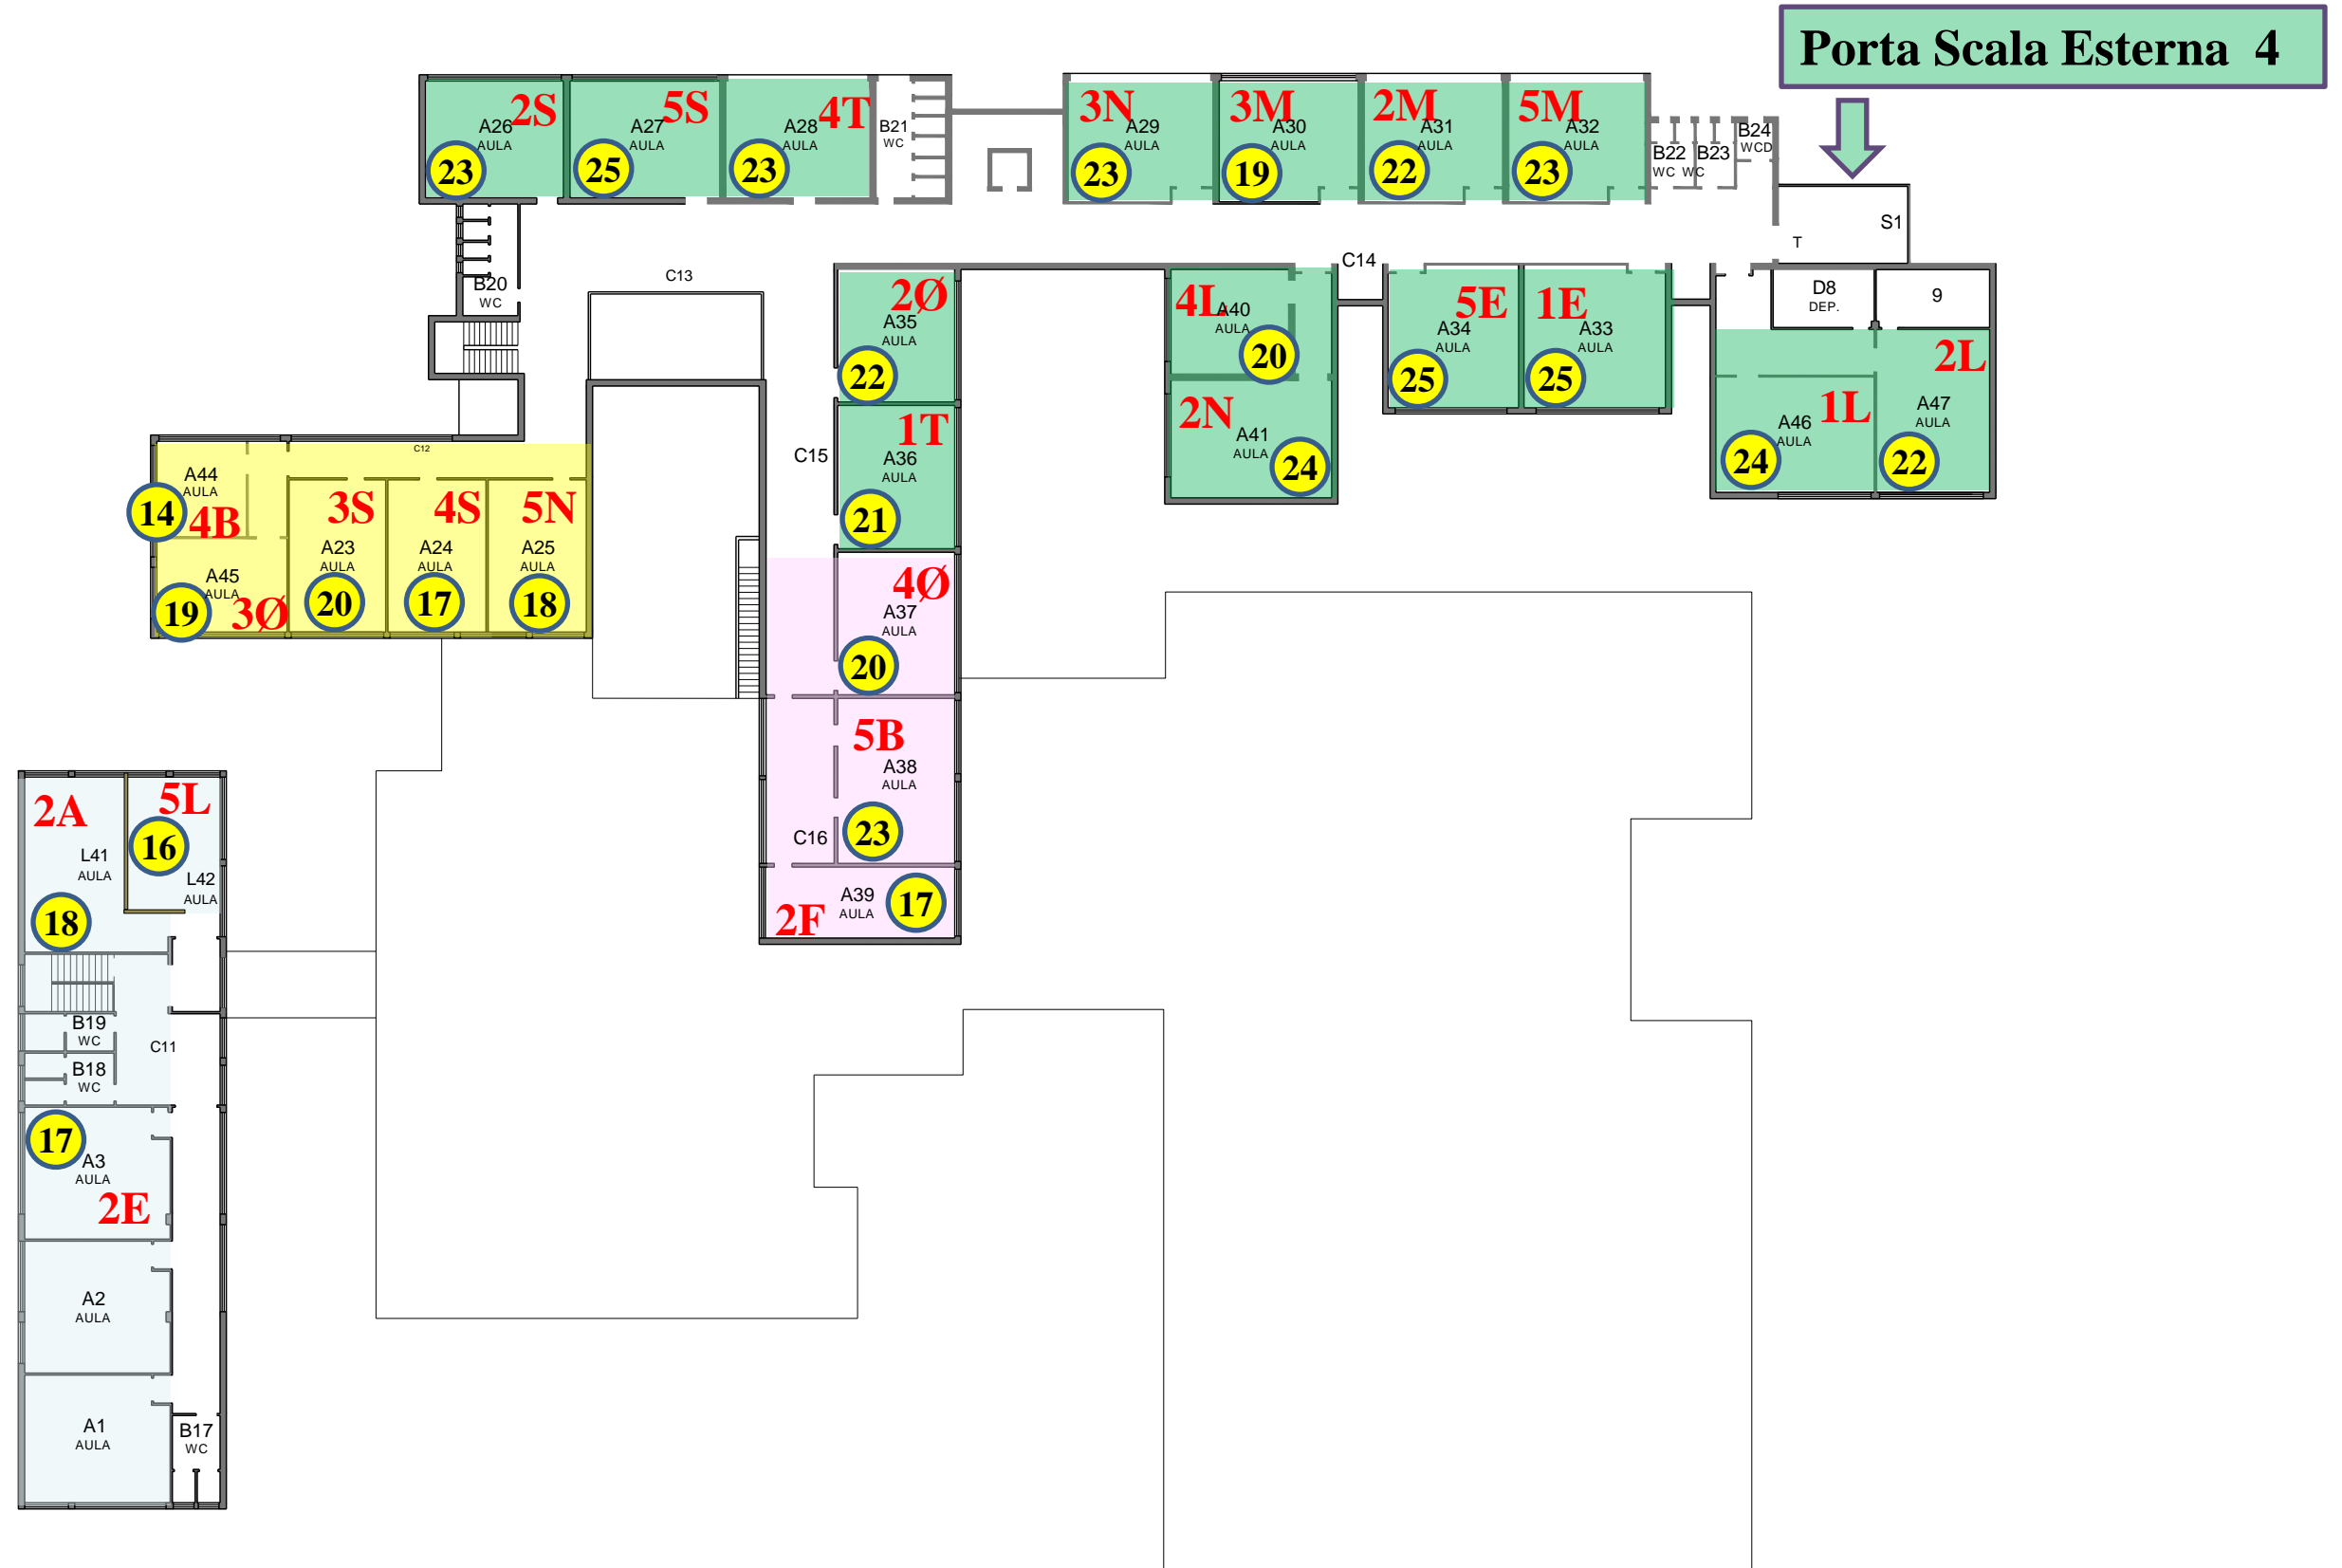 Porta Scala Esterna 4
2S
A26
AULA
23
5S
A27
AULA
25
4T
A28
AULA
23
B21
WC
3N
A29
AULA
23
3M
A30
AULA
19
2M
A31
AULA
22
5M
A32
AULA
23
B22
WC
B23
WC
B24
WCD
S1
T
B20
WC
C13
2Ø
A35
AULA
22
4L
A40
AULA
20
C14
5E
A34
AULA
25
1E
A33
AULA
25
D8
DEP.
9
2L
A47
AULA
22
1L
A46
AULA
24
2N
A41
AULA
24
1T
A36
AULA
21
C15
C12
A44
AULA
14
4B
A45
AULA
19
3Ø
3S
A23
AULA
20
4S
A24
AULA
17
5N
A25
AULA
18
4Ø
A37
AULA
20
5B
A38
AULA
23
C16
2F
A39
AULA
17
2A
L41
AULA
18
5L
16
L42
AULA
B19
WC
C11
B18
WC
17
A3
AULA
2E
A2
AULA
A1
AULA
B17
WC